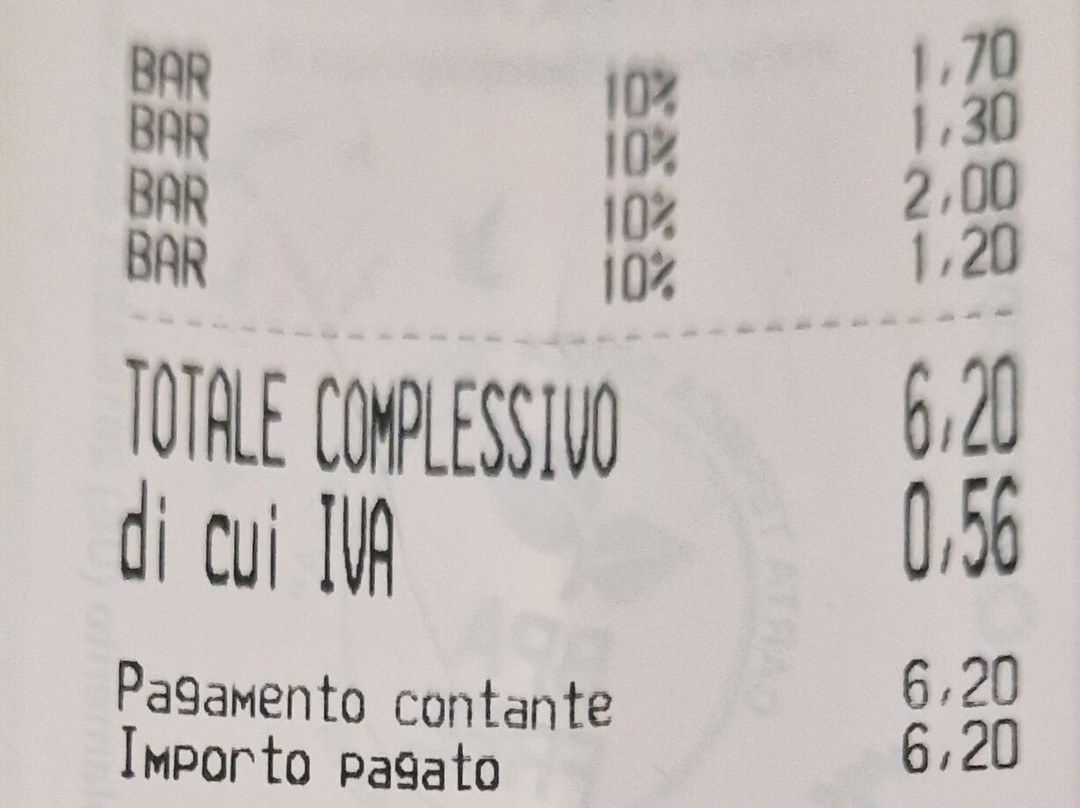 BAR 10% 1,70
BAR 10% 1,30
BAR 10% 2,00
BAR 10% 1,20
TOTALE COMPLESSIVO 6,20
di cui IVA 0,56
Pagamento contante 6,20
Importo pagato 6,20